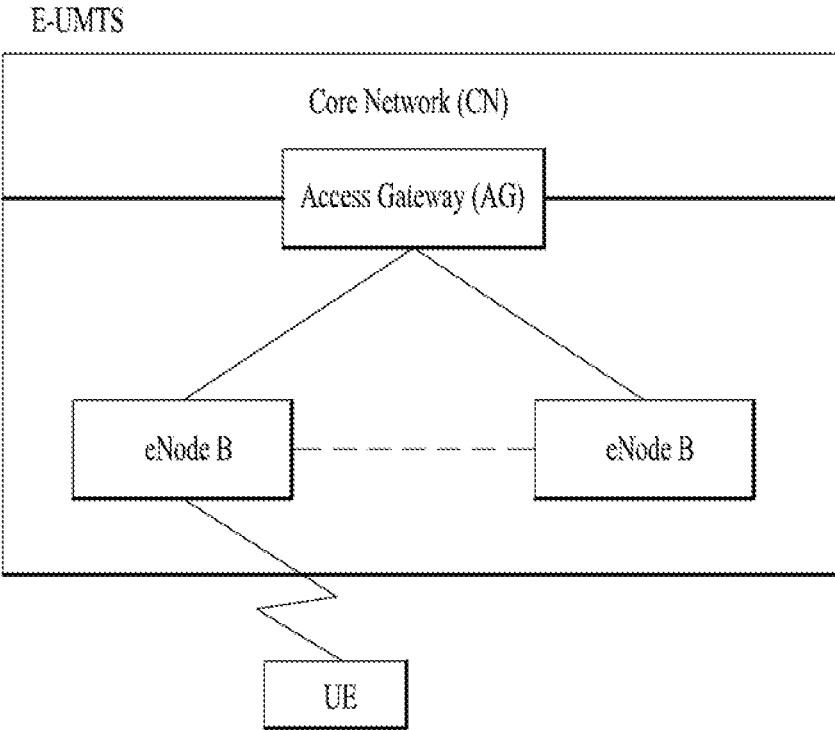 E-UMTS
Core Network (CN)
Access Gateway (AG)
eNode B
eNode B
UE